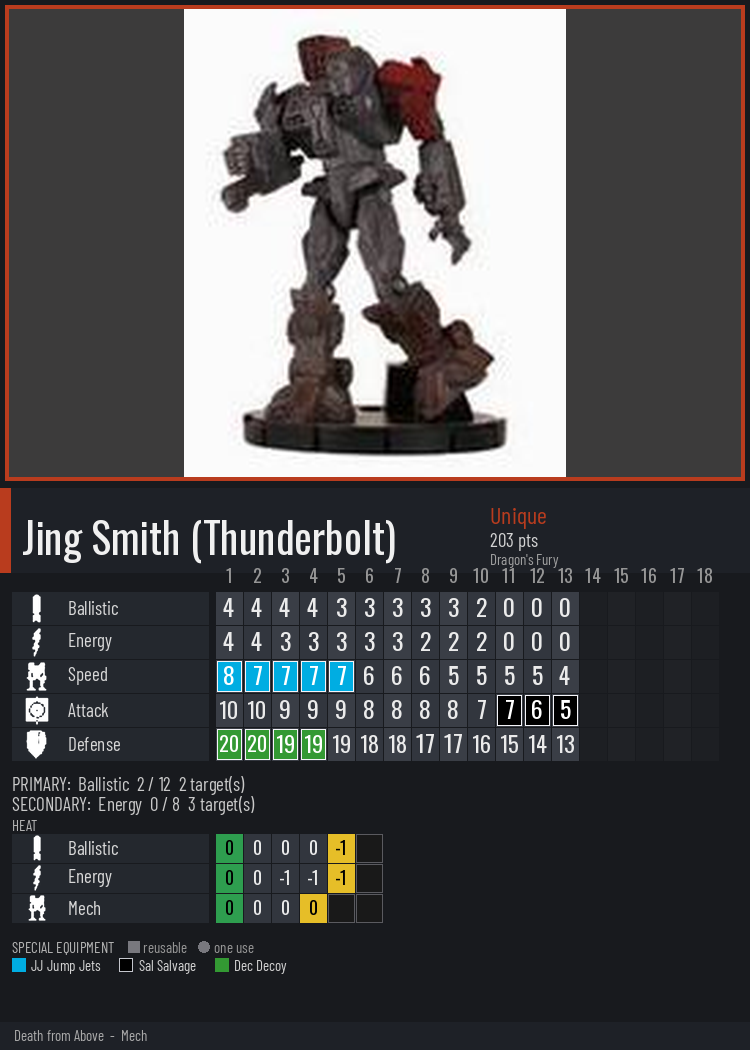 Jing Smith (Thunderbolt)
Unique
203 pts
Dragon's Fury
1 2 3 4 5 6 7 8 9 10 11 12 13 14 15 16 17 18
Ballistic 4 4 4 4 3 3 3 3 3 2 0 0 0
Energy 4 4 3 3 3 3 3 2 2 2 0 0 0
Speed 8 7 7 7 7 6 6 6 5 5 5 5 4
Attack 10 10 9 9 9 8 8 8 8 7 7 6 5
Defense 20 20 19 19 19 18 18 17 17 16 15 14 13
PRIMARY: Ballistic 2 / 12 2 target(s)
SECONDARY: Energy 0 / 8 3 target(s)
HEAT
Ballistic 0 0 0 0 -1
Energy 0 0 -1 -1 -1
Mech 0 0 0 0
SPECIAL EQUIPMENT reusable one use
JJ Jump Jets Sal Salvage Dec Decoy
Death from Above - Mech